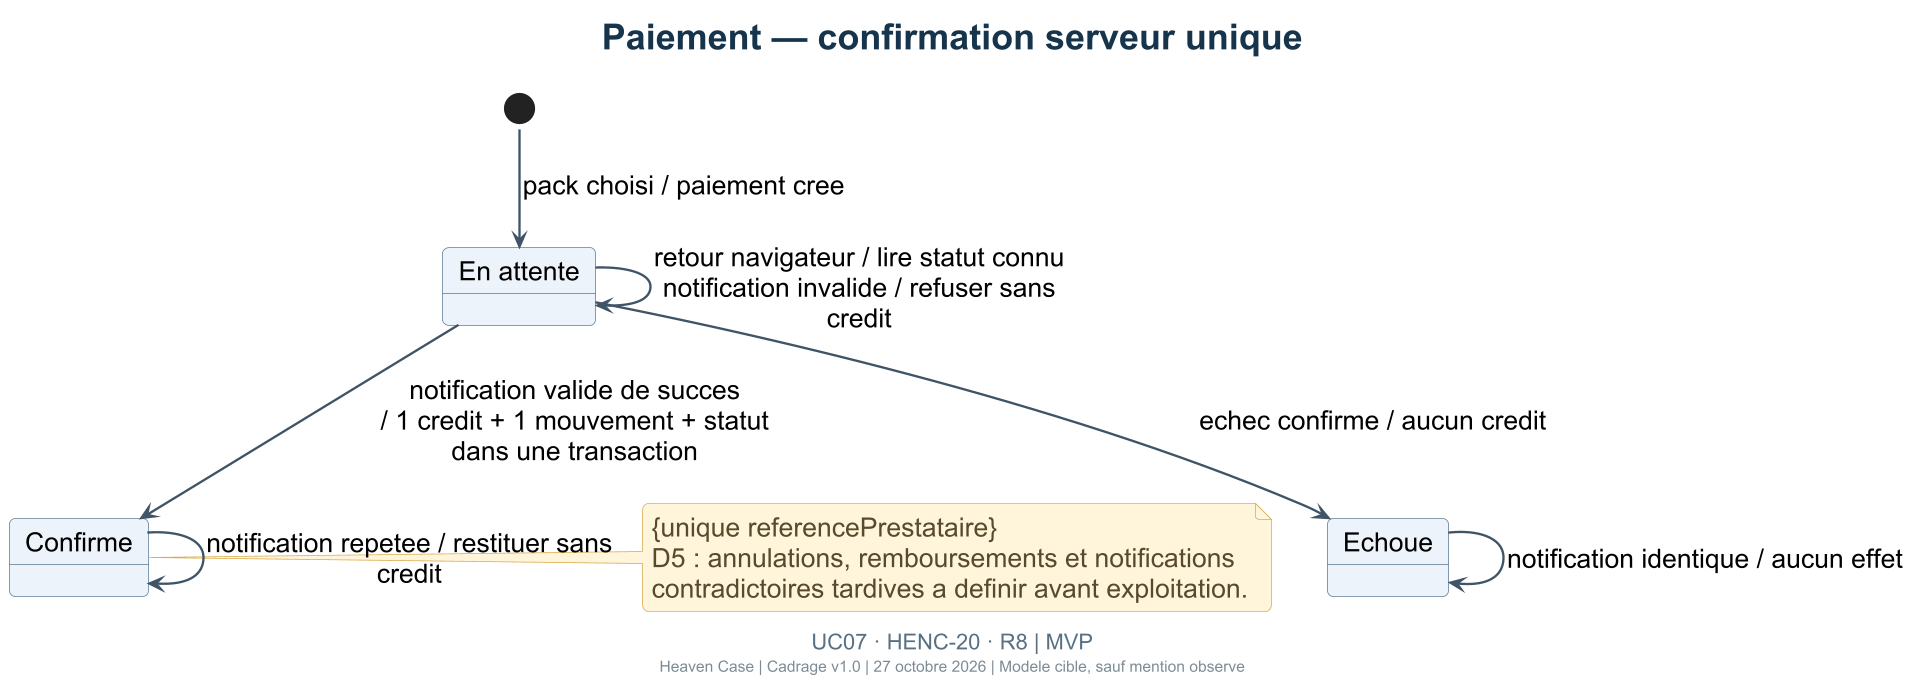 Paiement — confirmation serveur unique
pack choisi / paiement cree
En attente
retour navigateur / lire statut connu
notification invalide / refuser sans
credit
notification valide de succes
/ 1 credit + 1 mouvement + statut
dans une transaction
echec confirme / aucun credit
Confirme
notification repetee / restituer sans
credit
{unique referencePrestataire}
D5 : annulations, remboursements et notifications
contradictoires tardives a definir avant exploitation.
Echoue
notification identique / aucun effet
UC07 · HENC-20 · R8 | MVP
Heaven Case | Cadrage v1.0 | 27 octobre 2026 | Modele cible, sauf mention observe